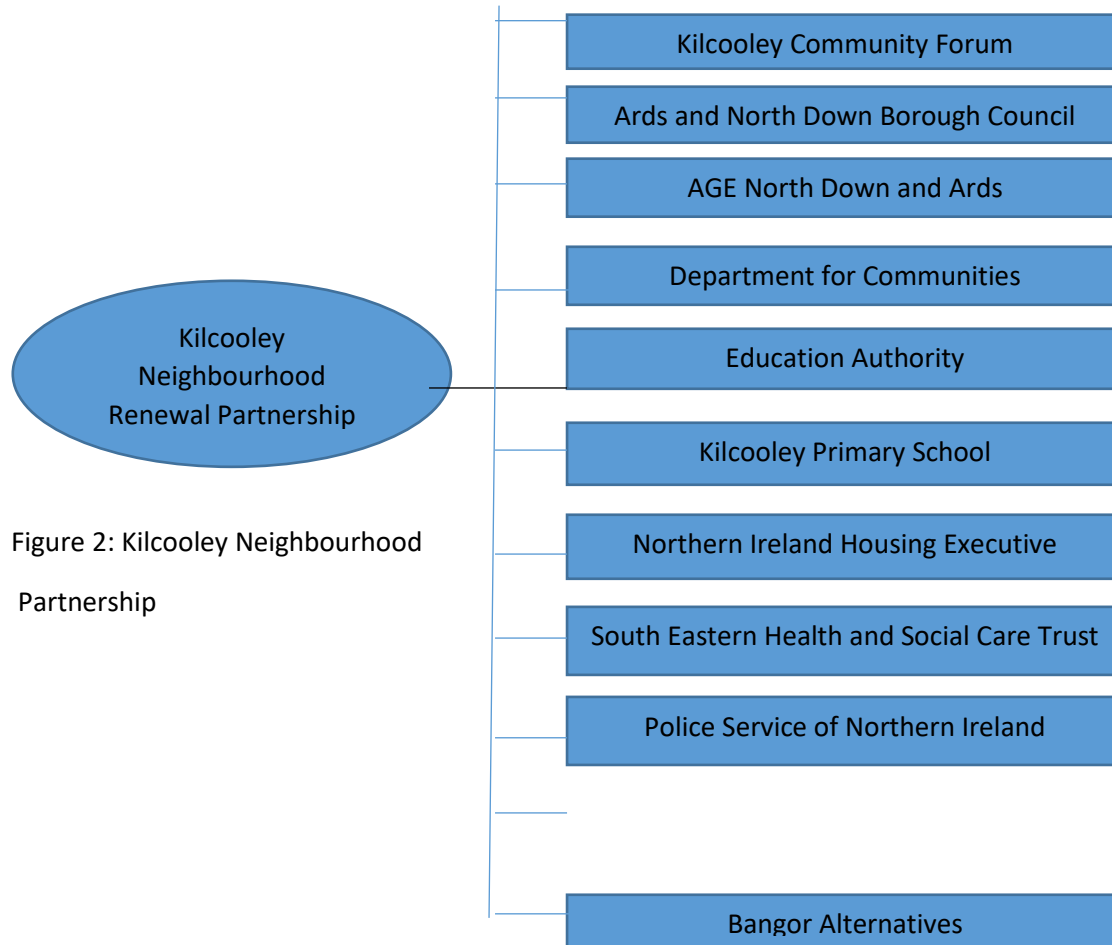 Kilcooley
Neighbourhood
Renewal Partnership
Figure 2: Kilcooley Neighbourhood
Partnership
Kilcooley Community Forum
Ards and North Down Borough Council
AGE North Down and Ards
Department for Communities
Education Authority
Kilcooley Primary School
Northern Ireland Housing Executive
South Eastern Health and Social Care Trust
Police Service of Northern Ireland
Bangor Alternatives